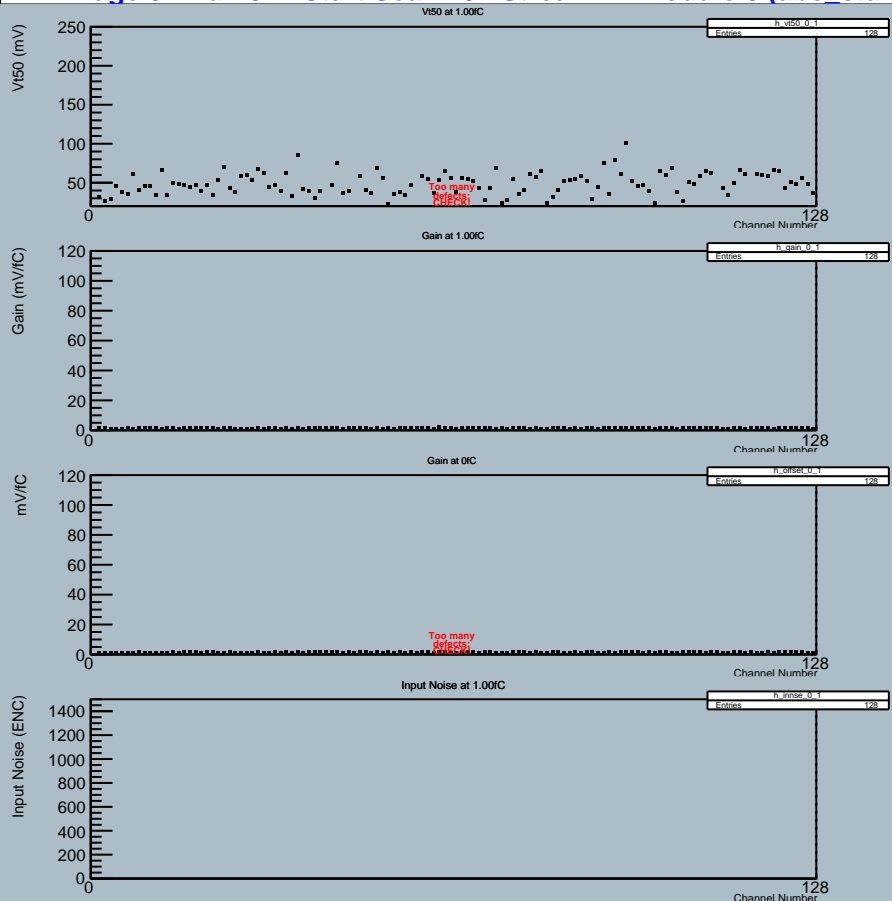 Vt50 at 1.00fC
h_vt50_0_1
Entries 128
Vt50 (mV)
250
200
150
100
50
Too many
defects:
CHECK!
0
128
Channel Number
Gain at 1.00fC
h_gain_0_1
Entries 128
Gain (mV/fC)
120
100
80
60
40
20
0
0
128
Channel Number
Gain at 0fC
h_offset_0_1
Entries 128
mV/fC
120
100
80
60
40
20
0
Too many
defects:
CHECK!
0
128
Channel Number
Input Noise at 1.00fC
h_innse_0_1
Entries 128
Input Noise (ENC)
1400
1200
1000
800
600
400
200
0
0
128
Channel Number